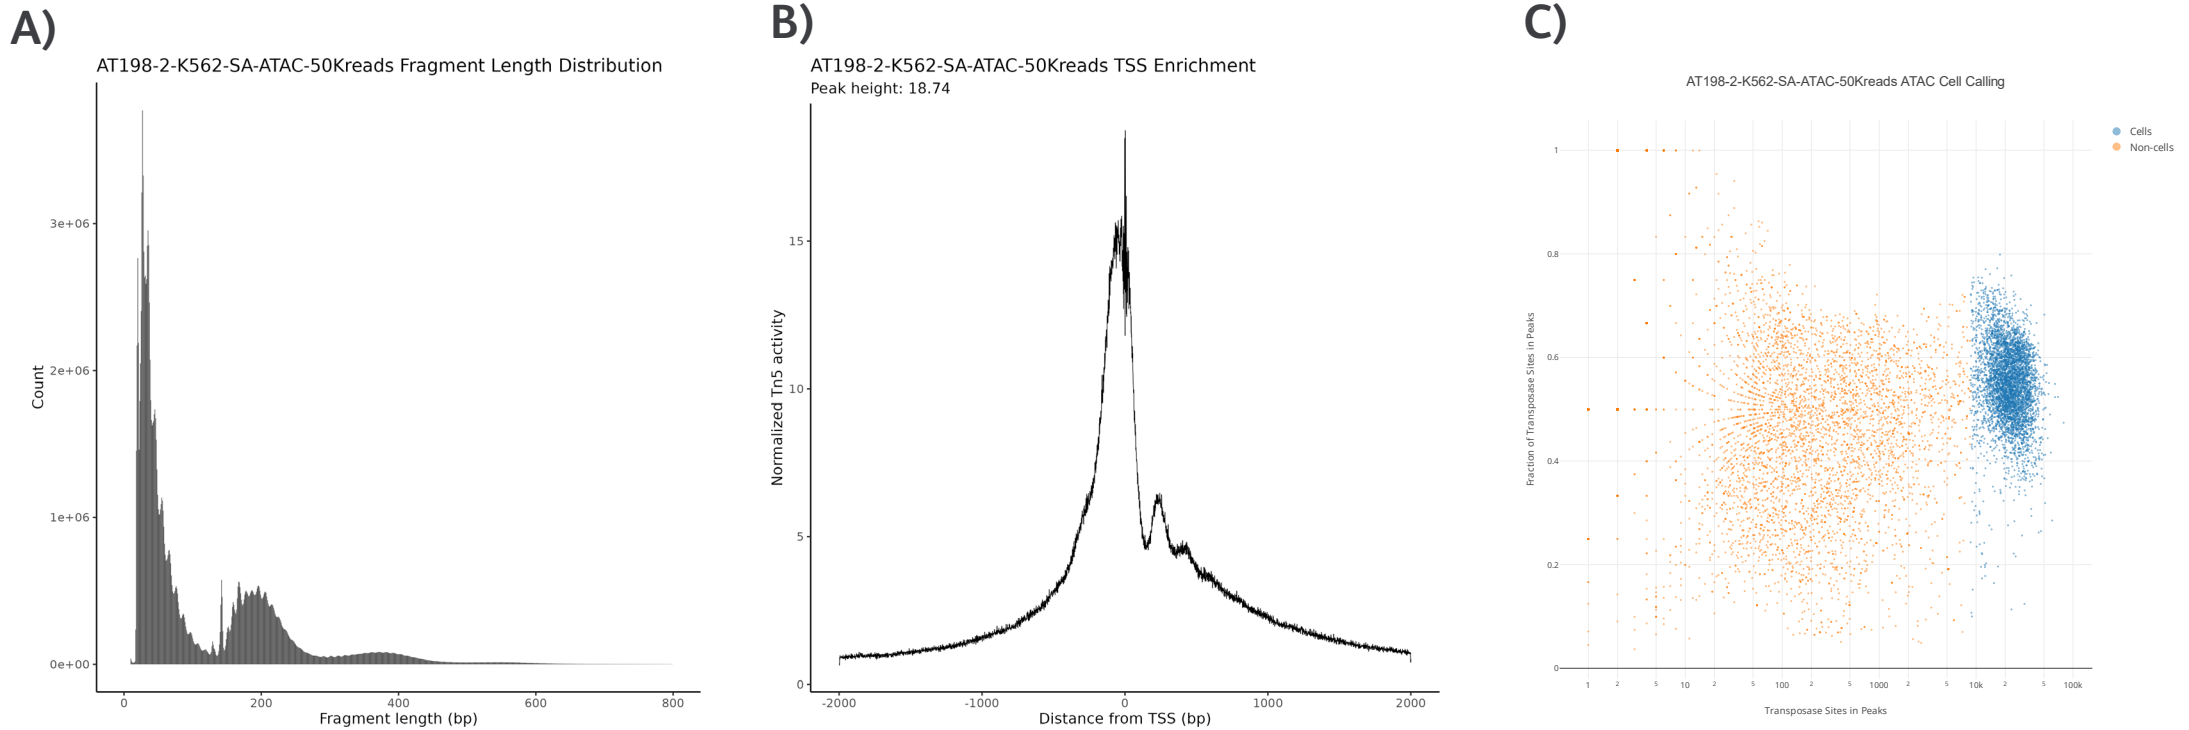 A)
AT198-2-K562-SA-ATAC-50Kreads Fragment Length Distribution
3e+06
2e+06
1e+06
0e+00
Count
0 200 400 600 800
Fragment length (bp)
B)
AT198-2-K562-SA-ATAC-50Kreads TSS Enrichment
Peak height: 18.74
15
10
5
0
Normalized Tn5 activity
-2000 -1000 0 1000 2000
Distance from TSS (bp)
C)
AT198-2-K562-SA-ATAC-50Kreads ATAC Cell Calling
Cells
Non-cells
1
0.8
0.6
0.4
0.2
0
Fraction of Transposase Sites in Peaks
1 2 5 10 2 5 100 2 5 1000 2 5 10k 2 5 100k
Transposase Sites in Peaks